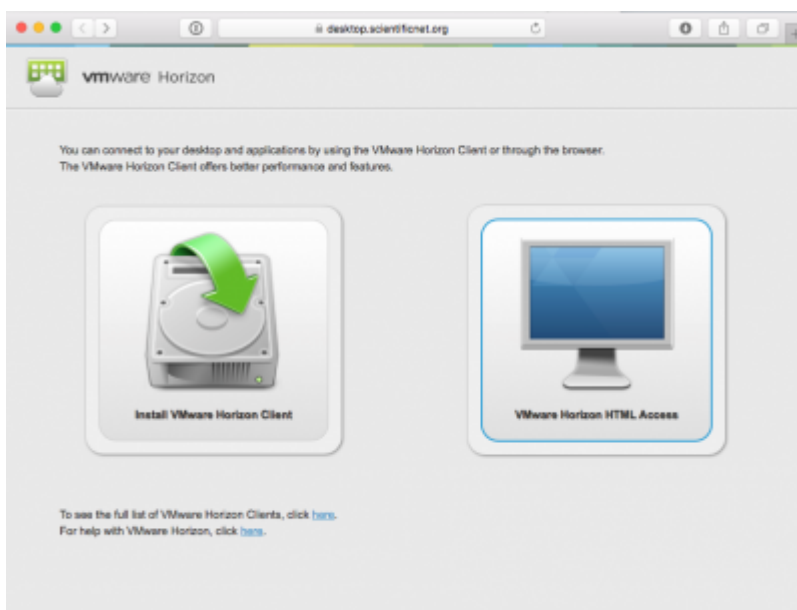 desktop.scientificnet.org
vmware Horizon
You can connect to your desktop and applications by using the VMware Horizon Client or through the browser.
The VMware Horizon Client offers better performance and features.
Install VMware Horizon Client
VMware Horizon HTML Access
To see the full list of VMware Horizon Clients, click here.
For help with VMware Horizon, click here.